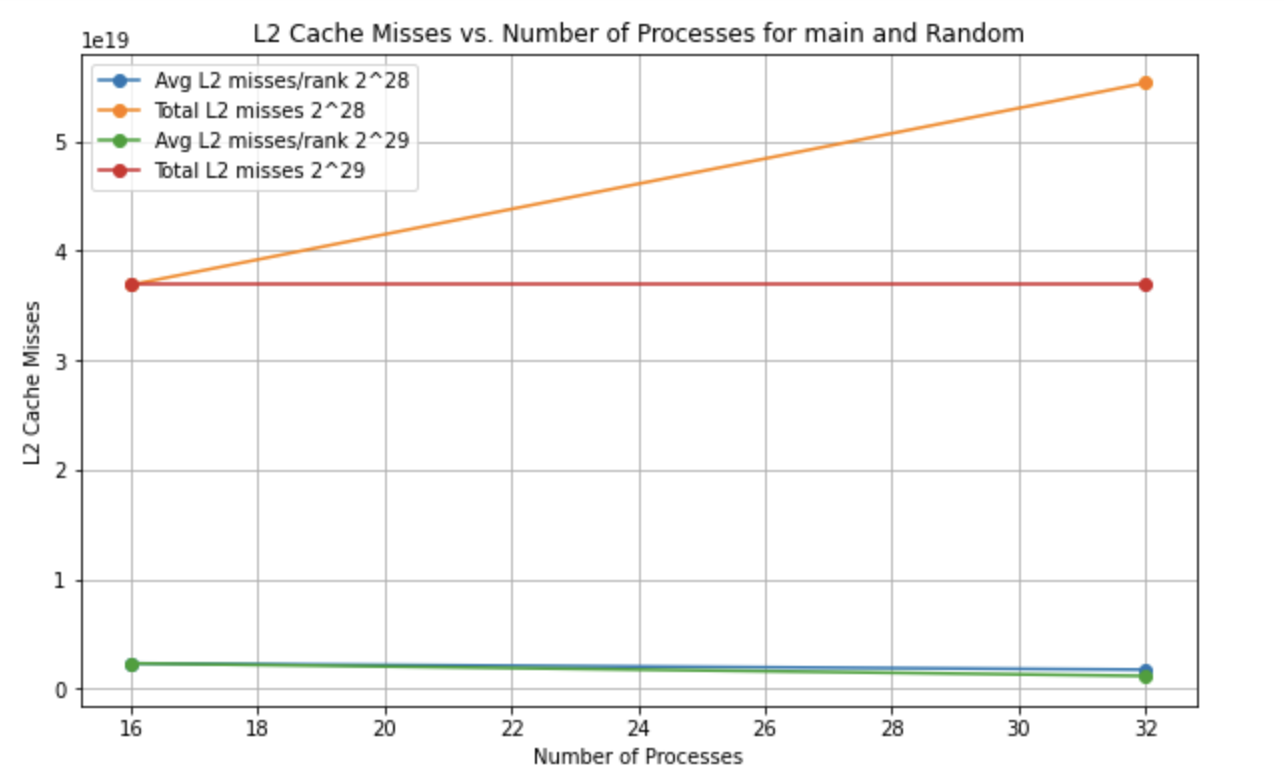 L2 Cache Misses vs. Number of Processes for main and Random
1e19
Avg L2 misses/rank 2^28
Total L2 misses 2^28
Avg L2 misses/rank 2^29
Total L2 misses 2^29
5
4
3
2
1
0
L2 Cache Misses
16 18 20 22 24 26 28 30 32
Number of Processes